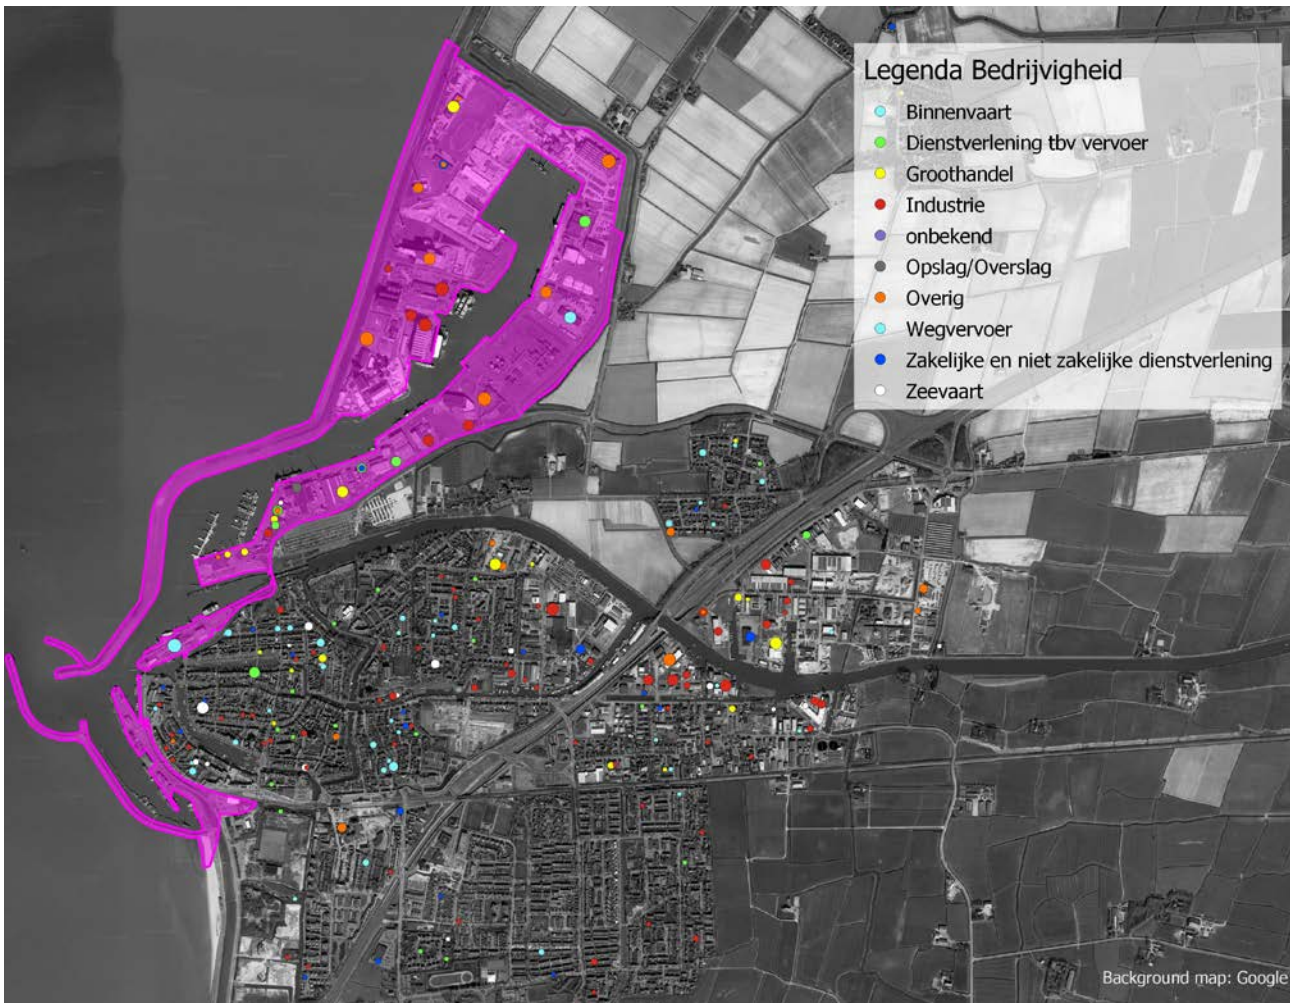 Legenda Bedrijvigheid
Binnenvaart
Dienstverlening tbv vervoer
Groothandel
Industrie
onbekend
Opslag/Overslag
Overig
Wegvervoer
Zakelijke en niet zakelijke dienstverlening
Zeevaart
Background map: Google